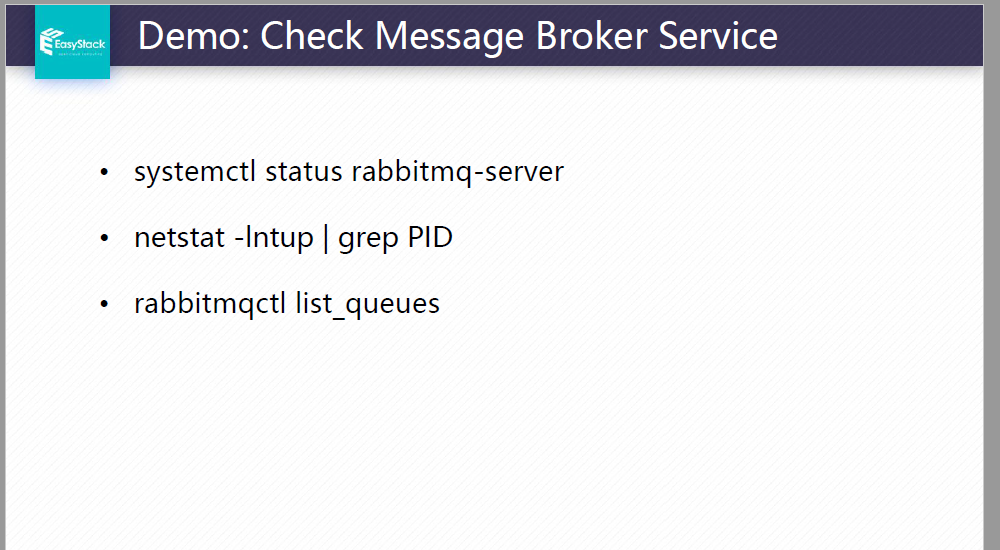 EasyStack
Demo: Check Message Broker Service
• systemctl status rabbitmq-server
• netstat -lntup | grep PID
• rabbitmqctl list_queues